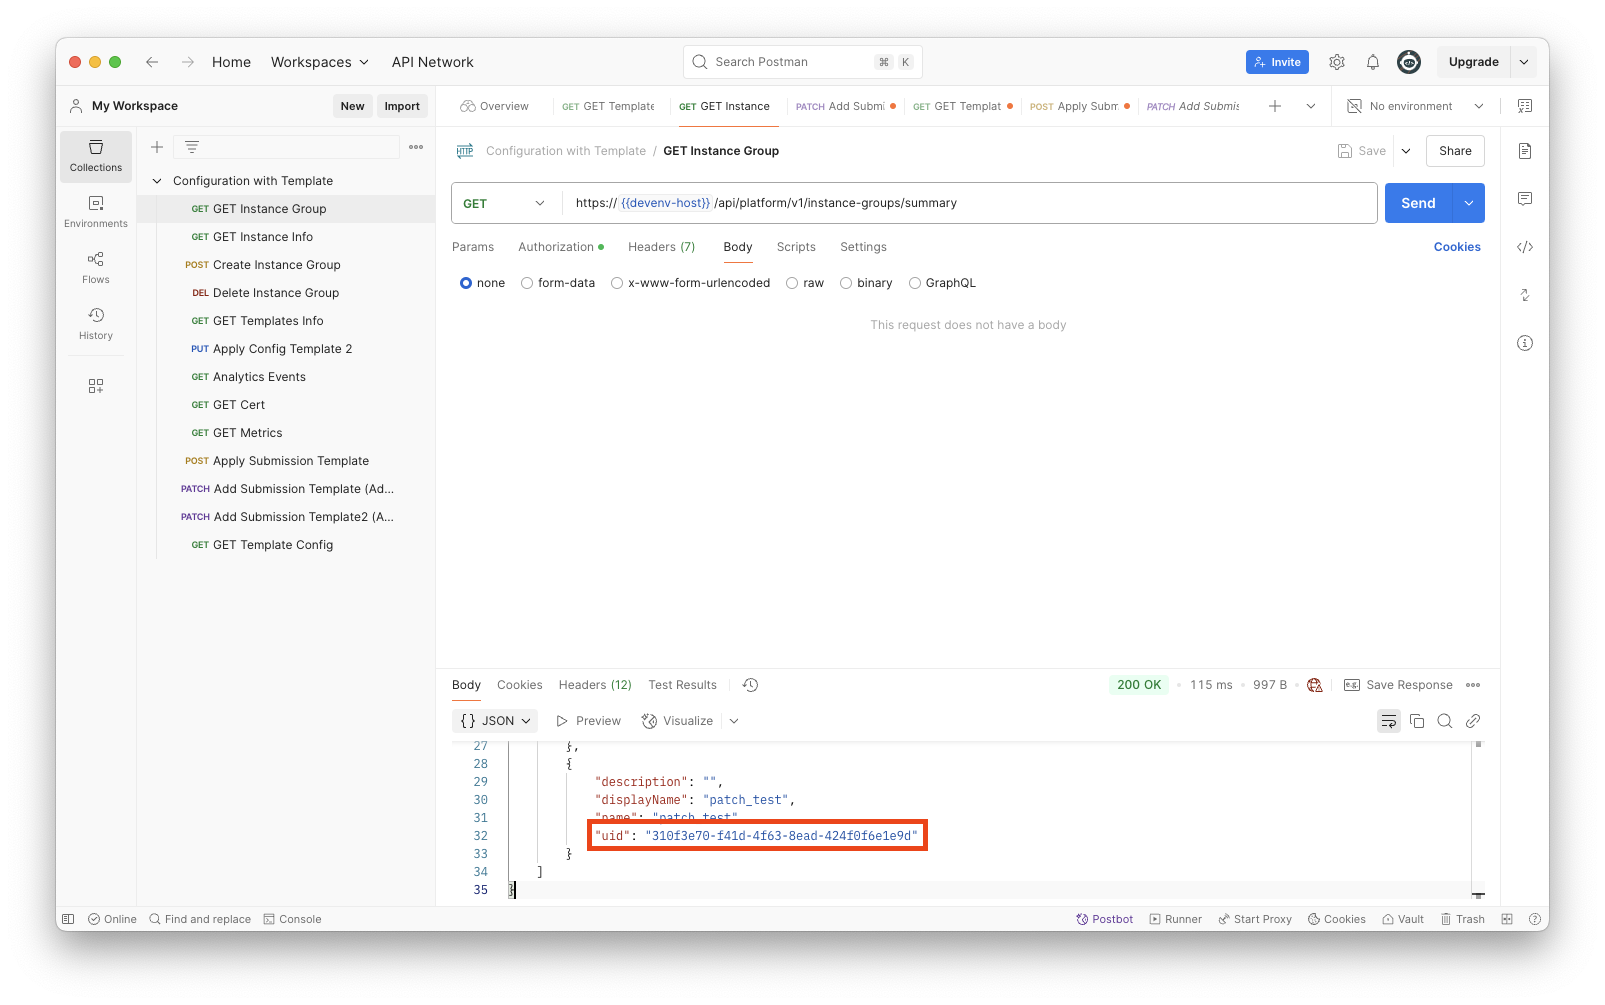 Home Workspaces API Network Search Postman ⌘ K Invite Upgrade
My Workspace New Import Overview GET GET Template GET GET Instance PATCH Add Submi GET GET Templat POST Apply Subm PATCH Add Submis No environment
Collections
Environments
Flows
History
Configuration with Template
GET GET Instance Group
GET GET Instance Info
POST Create Instance Group
DEL Delete Instance Group
GET GET Templates Info
PUT Apply Config Template 2
GET Analytics Events
GET GET Cert
GET GET Metrics
POST Apply Submission Template
PATCH Add Submission Template (Ad...
PATCH Add Submission Template2 (A...
GET GET Template Config
HTTP Configuration with Template / GET Instance Group Save Share
GET https:// {{devenv-host}} /api/platform/v1/instance-groups/summary Send
Params Authorization Headers (7) Body Scripts Settings Cookies
none form-data x-www-form-urlencoded raw binary GraphQL
This request does not have a body
Body Cookies Headers (12) Test Results 200 OK 115 ms 997 B e.g. Save Response
{} JSON Preview Visualize
27 },
28 {
29 "description": "",
30 "displayName": "patch_test",
31 "name": "patch_test",
32 "uid": "310f3e70-f41d-4f63-8ead-424f0f6e1e9d"
33 }
34 ]
35 }
Online Find and replace Console Postbot Runner Start Proxy Cookies Vault Trash